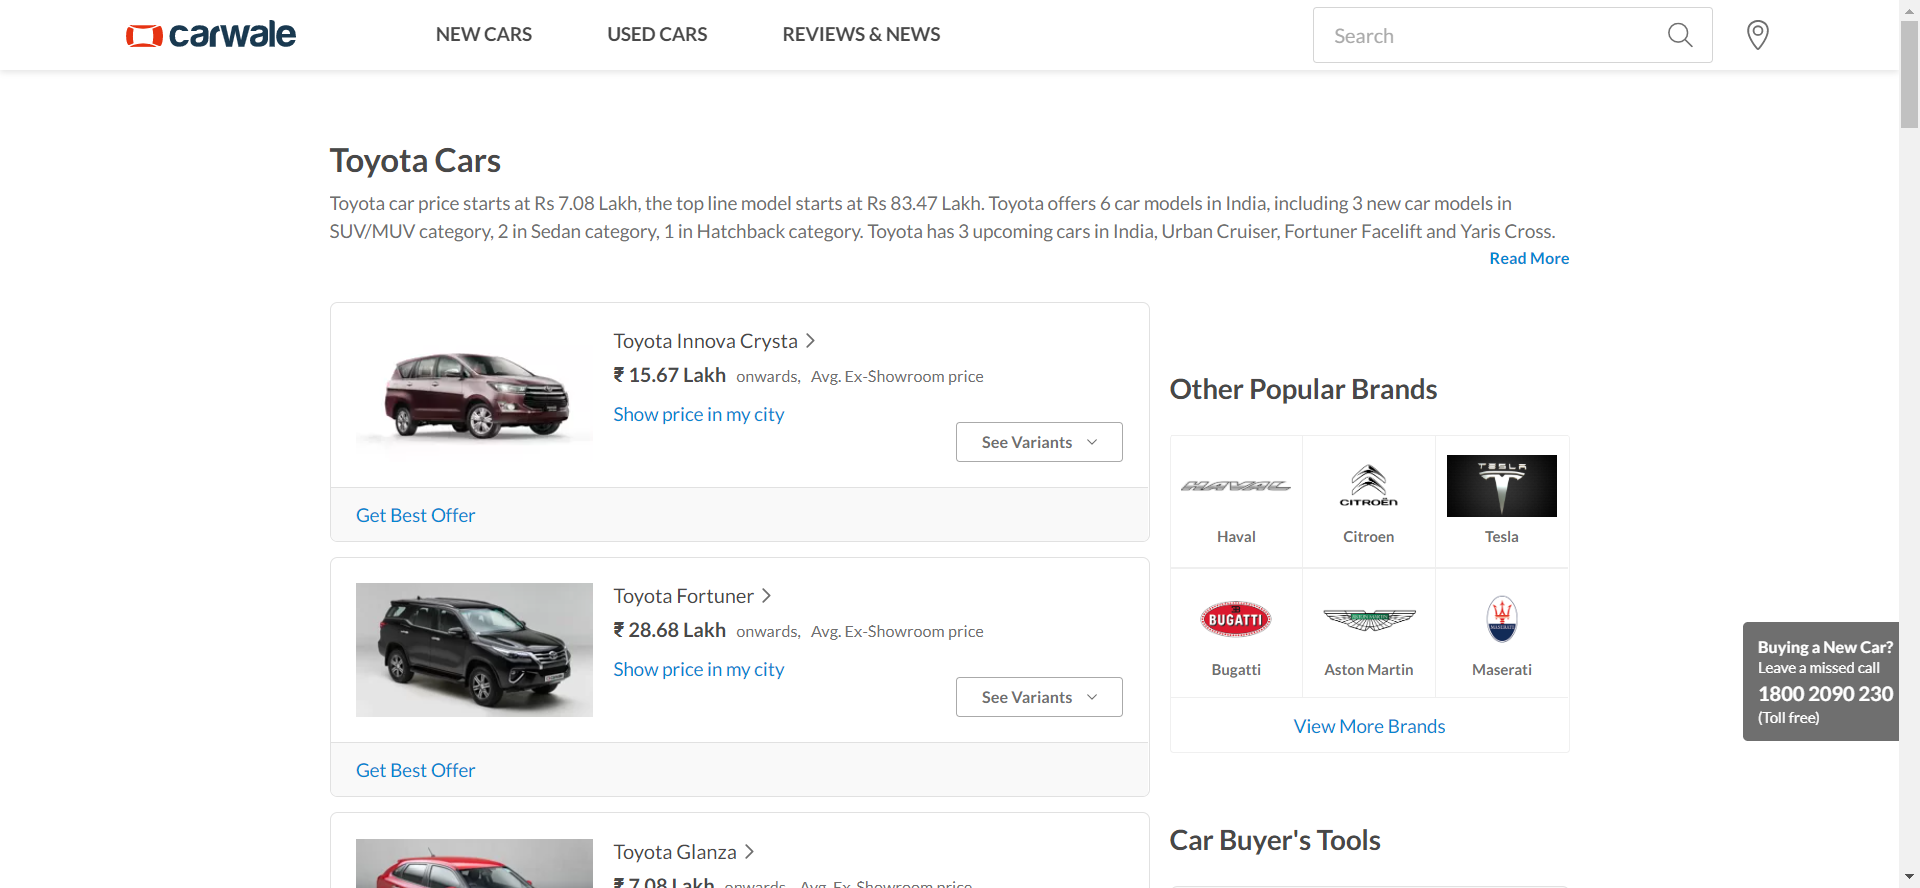 carwale
NEW CARS
USED CARS
REVIEWS & NEWS
Search
Toyota Cars
Toyota car price starts at Rs 7.08 Lakh, the top line model starts at Rs 83.47 Lakh. Toyota offers 6 car models in India, including 3 new car models in
SUV/MUV category, 2 in Sedan category, 1 in Hatchback category. Toyota has 3 upcoming cars in India, Urban Cruiser, Fortuner Facelift and Yaris Cross.
Read More
Toyota Innova Crysta
₹ 15.67 Lakh onwards, Avg. Ex-Showroom price
Show price in my city
See Variants
Get Best Offer
Toyota Fortuner
₹ 28.68 Lakh onwards, Avg. Ex-Showroom price
Show price in my city
See Variants
Get Best Offer
Toyota Glanza
₹ 7.08 Lakh onwards, Avg. Ex-Showroom price
Other Popular Brands
HAVAL
CITROËN
TESLA
Haval
Citroen
Tesla
BUGATTI
ASTON MARTIN
MASERATI
Bugatti
Aston Martin
Maserati
View More Brands
Car Buyer's Tools
Buying a New Car?
Leave a missed call
1800 2090 230
(Toll free)